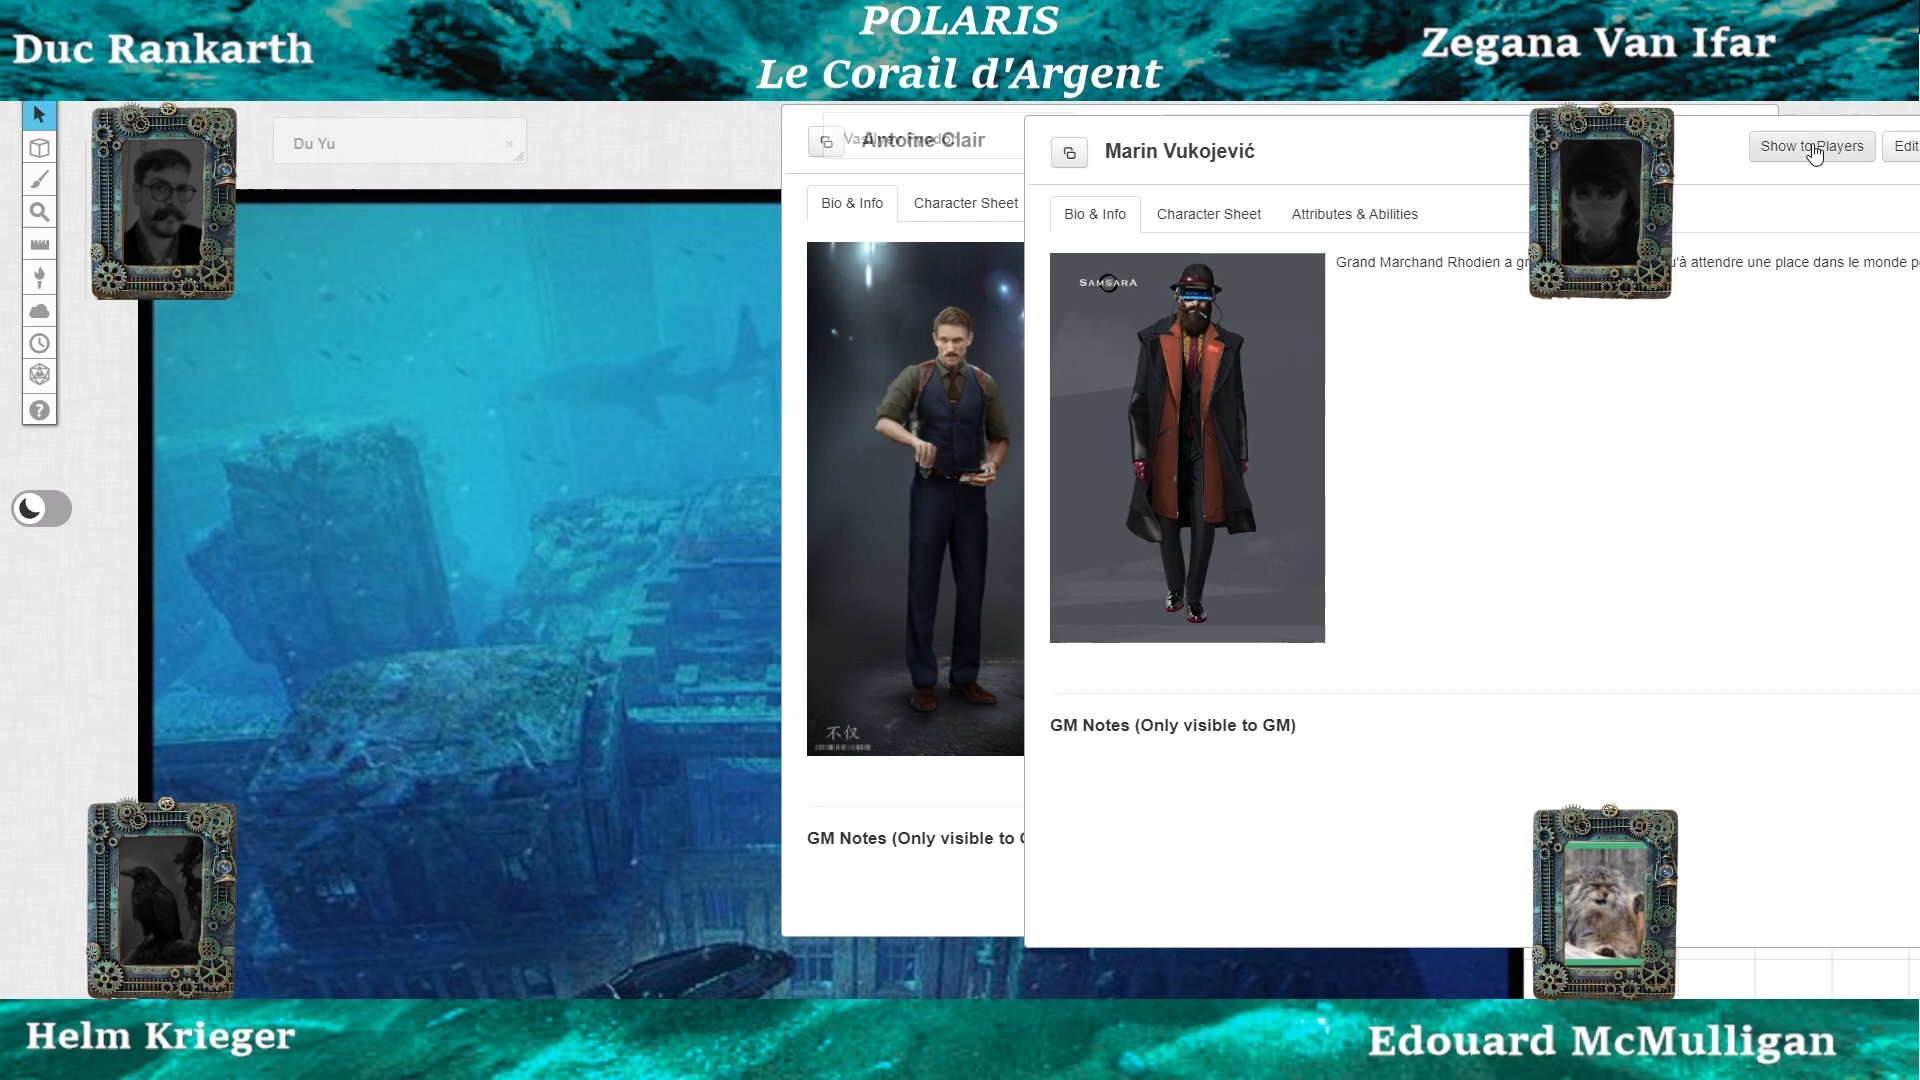 POLARIS
Le Corail d'Argent
Duc Rankarth
Zegana Van Ifar
Du Yu
Antoine Clair
Marin Vukojević
Show to Players
Edit
Bio & Info
Character Sheet
Bio & Info
Character Sheet
Attributes & Abilities
SAMSARA
Grand Marchand Rhodien a
attendre une place dans le monde
不仅
GM Notes (Only visible to GM)
GM Notes (Only visible to
Helm Krieger
Edouard McMulligan